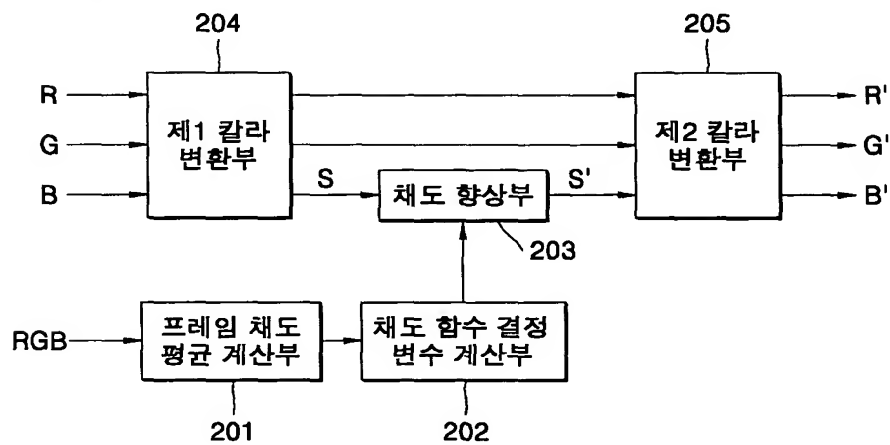 204
205
R
G
B
제1 칼라
변환부
S
채도 향상부
S'
제2 칼라
변환부
R'
G'
B'
203
RGB
프레임 채도
평균 계산부
채도 함수 결정
변수 계산부
201
202